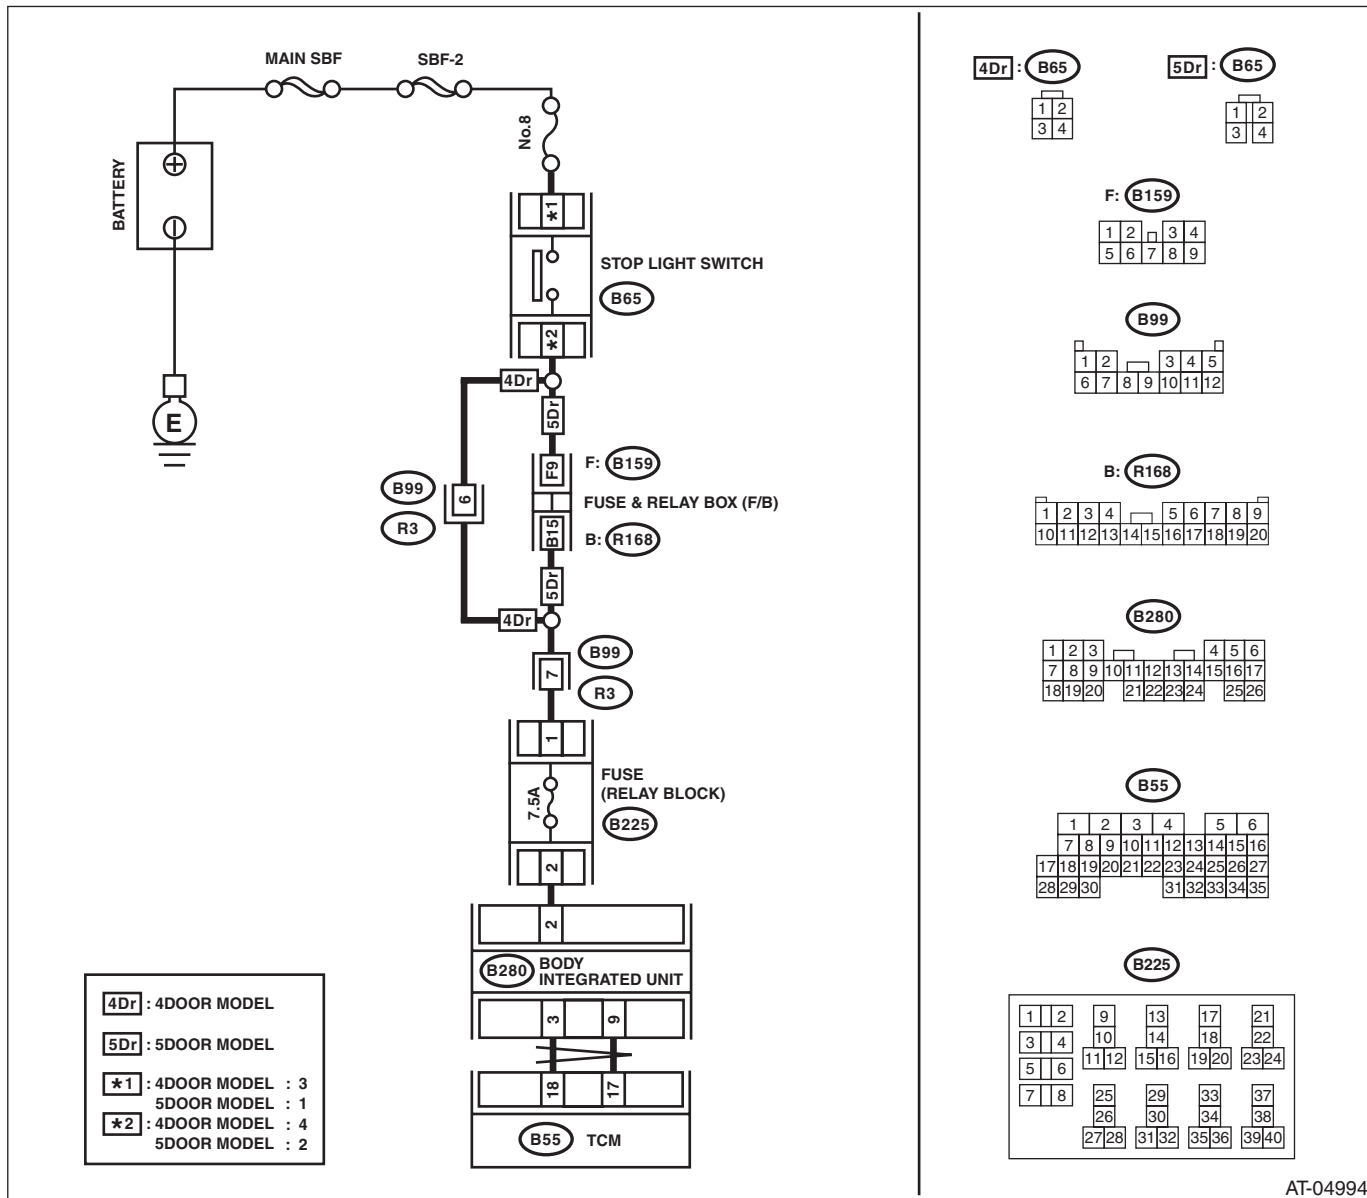 MAIN SBF
SBF-2
No.8
BATTERY
*1
STOP LIGHT SWITCH
B65
*2
4Dr
5Dr
F9
F: B159
B99
6
FUSE & RELAY BOX (F/B)
R3
B15
B: R168
5Dr
4Dr
B99
7
R3
1
FUSE
(RELAY BLOCK)
7.5A
B225
2
2
B280
BODY
INTEGRATED UNIT
3 9
18 17
B55 TCM
E
4Dr : 4DOOR MODEL
5Dr : 5DOOR MODEL
*1 : 4DOOR MODEL : 3
5DOOR MODEL : 1
*2 : 4DOOR MODEL : 4
5DOOR MODEL : 2
4Dr : B65
1 2
3 4
5Dr : B65
1 2
3 4
F: B159
1 2 3 4
5 6 7 8 9
B99
1 2 3 4 5
6 7 8 9 10 11 12
B: R168
1 2 3 4 5 6 7 8 9
10 11 12 13 14 15 16 17 18 19 20
B280
1 2 3 4 5 6
7 8 9 10 11 12 13 14 15 16 17
18 19 20 21 22 23 24 25 26
B55
1 2 3 4 5 6
7 8 9 10 11 12 13 14 15 16
17 18 19 20 21 22 23 24 25 26 27
28 29 30 31 32 33 34 35
B225
1 2 9 13 17 21
3 4 10 14 18 22
5 6 11 12 15 16 19 20 23 24
7 8 25 29 33 37
26 30 34 38
27 28 31 32 35 36 39 40
AT-04994